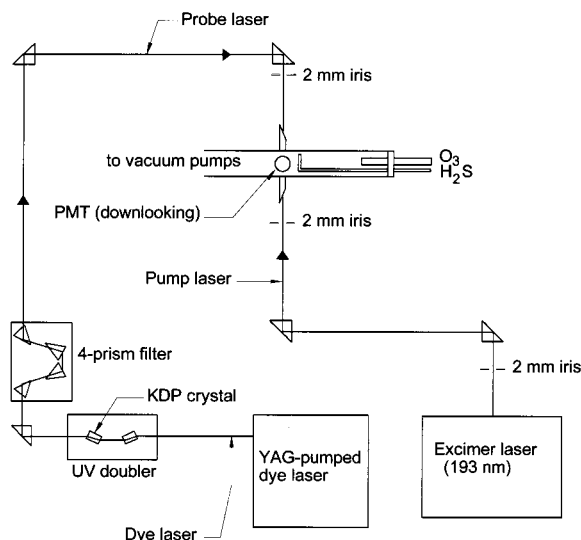 Probe laser
2 mm iris
to vacuum pumps
O3
H2S
PMT (downlooking)
2 mm iris
Pump laser
4-prism filter
2 mm iris
KDP crystal
UV doubler
YAG-pumped
dye laser
Excimer laser
(193 nm)
Dye laser